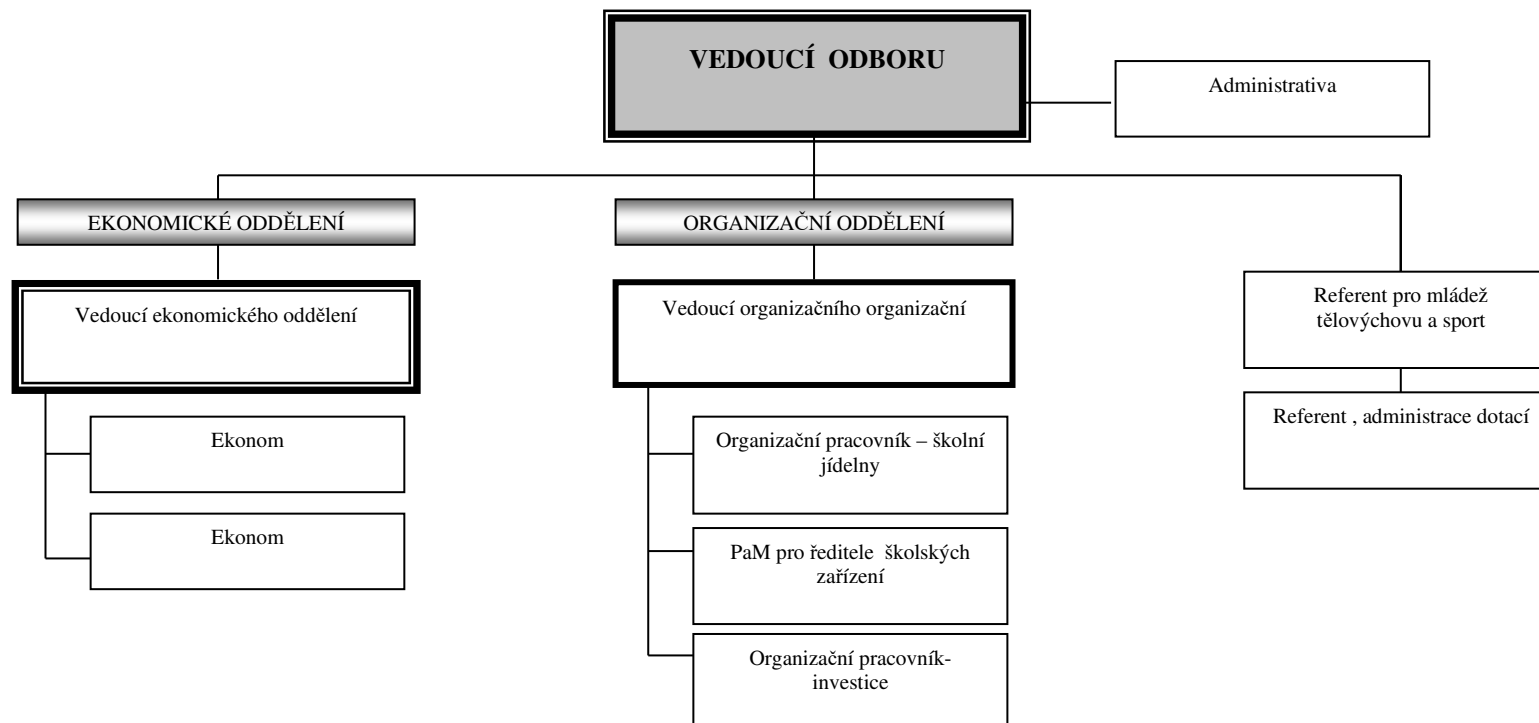 VEDOUCÍ ODBORU
Administrativa
EKONOMICKÉ ODDĚLENÍ
ORGANIZAČNÍ ODDĚLENÍ
Vedoucí ekonomického oddělení
Vedoucí organizačního organizační
Referent pro mládež
tělovýchovu a sport
Ekonom
Organizační pracovník – školní
jídelny
Referent , administrace dotací
Ekonom
PaM pro ředitele školských
zařízení
Organizační pracovník-
investice